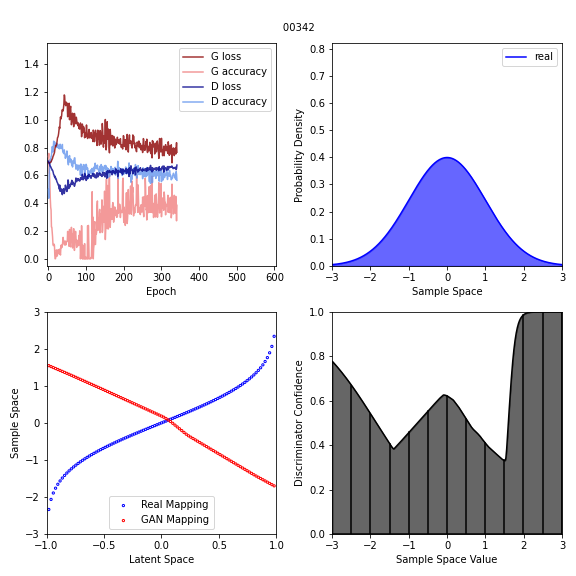 00342
G loss
G accuracy
D loss
D accuracy
1.4
1.2
1.0
0.8
0.6
0.4
0.2
0.0
0 100 200 300 400 500 600
Epoch
real
Probability Density
0.8
0.7
0.6
0.5
0.4
0.3
0.2
0.1
0.0
−3 −2 −1 0 1 2 3
Sample Space
Sample Space
3
2
1
0
−1
−2
−3
Real Mapping
GAN Mapping
−1.0 −0.5 0.0 0.5 1.0
Latent Space
Discriminator Confidence
1.0
0.8
0.6
0.4
0.2
0.0
−3 −2 −1 0 1 2 3
Sample Space Value